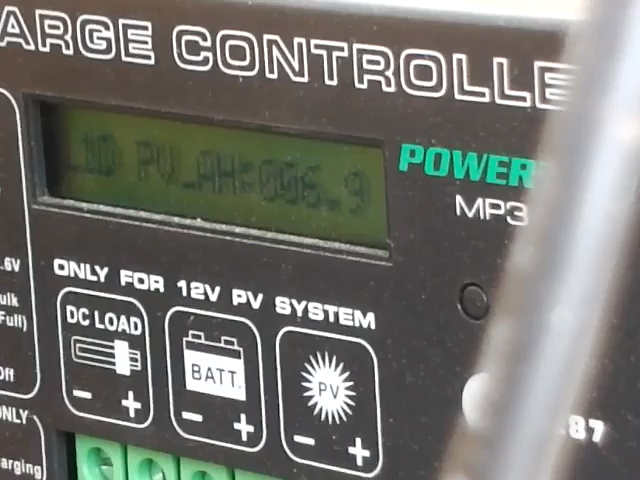 ARGE CONTROLLE
PV_AH:006.9
POWER
MP3
ONLY FOR 12V PV SYSTEM
.6V
ulk
Full)
Off
ONLY
arging
DC LOAD
- +
BATT.
- +
PV
- +
87